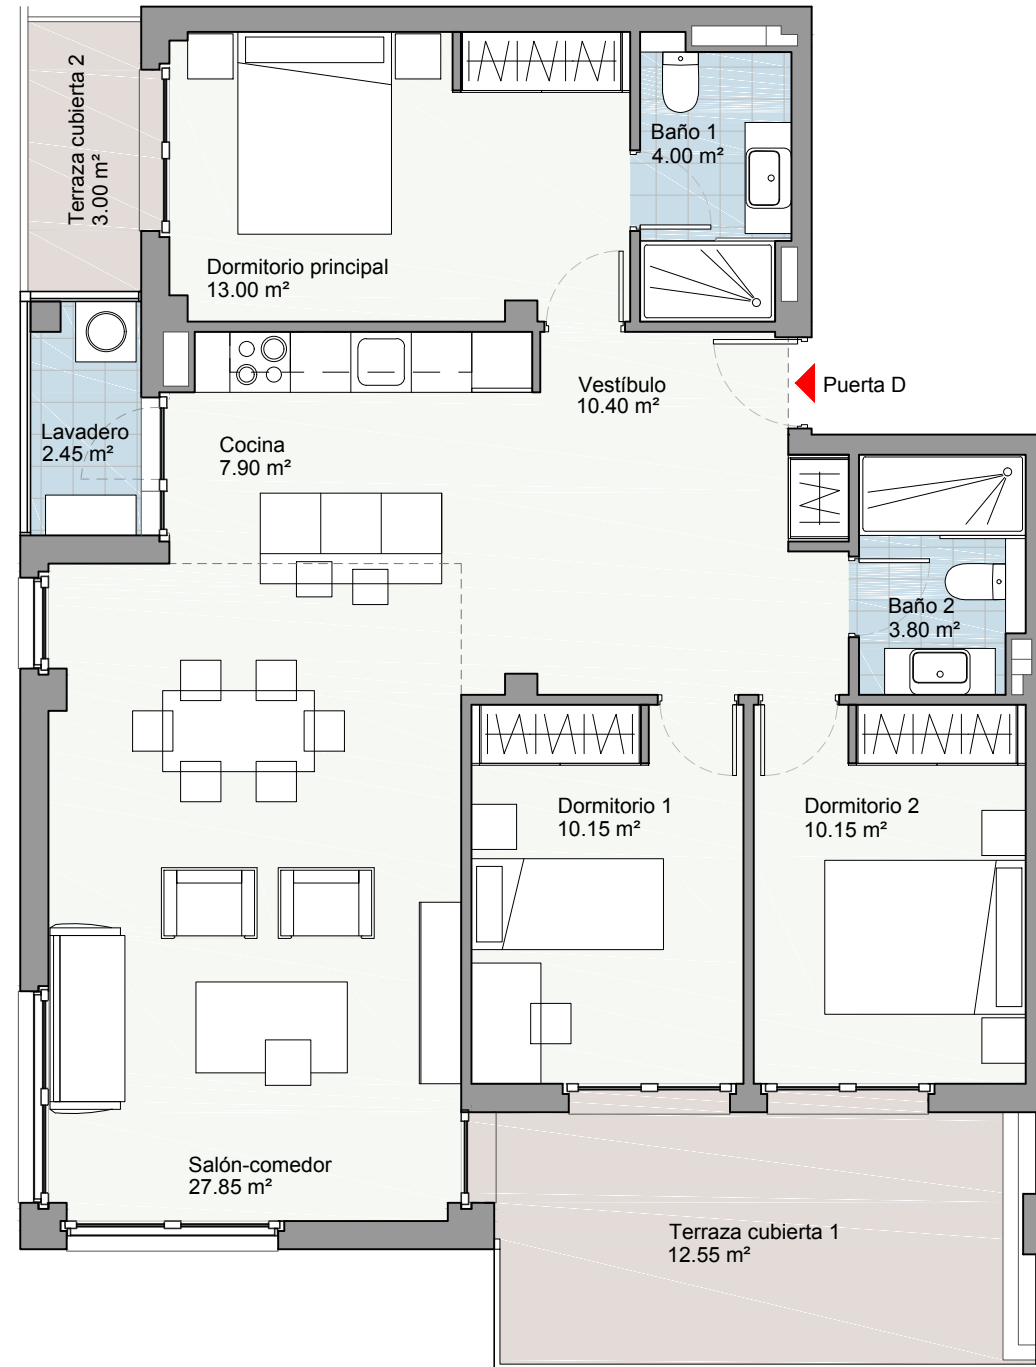 Terraza cubierta 2
3.00 m²
Baño 1
4.00 m²
Dormitorio principal
13.00 m²
Vestíbulo
10.40 m²
Puerta D
Lavadero
2.45 m²
Cocina
7.90 m²
Baño 2
3.80 m²
Dormitorio 1
10.15 m²
Dormitorio 2
10.15 m²
Salón-comedor
27.85 m²
Terraza cubierta 1
12.55 m²